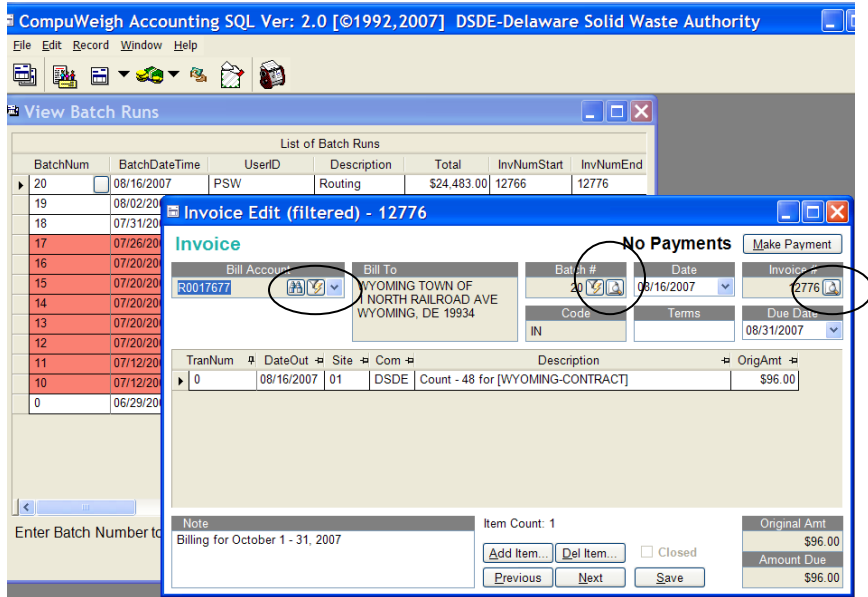 CompuWeigh Accounting SQL Ver: 2.0 [©1992,2007] DSDE-Delaware Solid Waste Authority
File Edit Record Window Help
View Batch Runs
List of Batch Runs
BatchNum BatchDateTime UserID Description Total InvNumStart InvNumEnd
20 08/16/2007 PSW Routing $24,483.00 12766 12776
19 08/02/20
18 07/31/20
17 07/26/20
16 07/20/20
15 07/20/20
14 07/20/20
13 07/20/20
12 07/20/20
11 07/12/20
10 07/12/20
0 06/29/20
Enter Batch Number to
Invoice Edit (filtered) - 12776
Invoice No Payments Make Payment
Bill Account Bill To Batch # Date Invoice #
R0017677 WYOMING TOWN OF 20 08/16/2007 12776
1 NORTH RAILROAD AVE
WYOMING, DE 19934 Code Terms Due Date
IN 08/31/2007
TranNum DateOut Site Com Description OrigAmt
0 08/16/2007 01 DSDE Count - 48 for [WYOMING-CONTRACT] $96.00
Note Item Count: 1 Original Amt
Billing for October 1 - 31, 2007 $96.00
Add Item... Del Item... Closed Amount Due
Previous Next Save $96.00